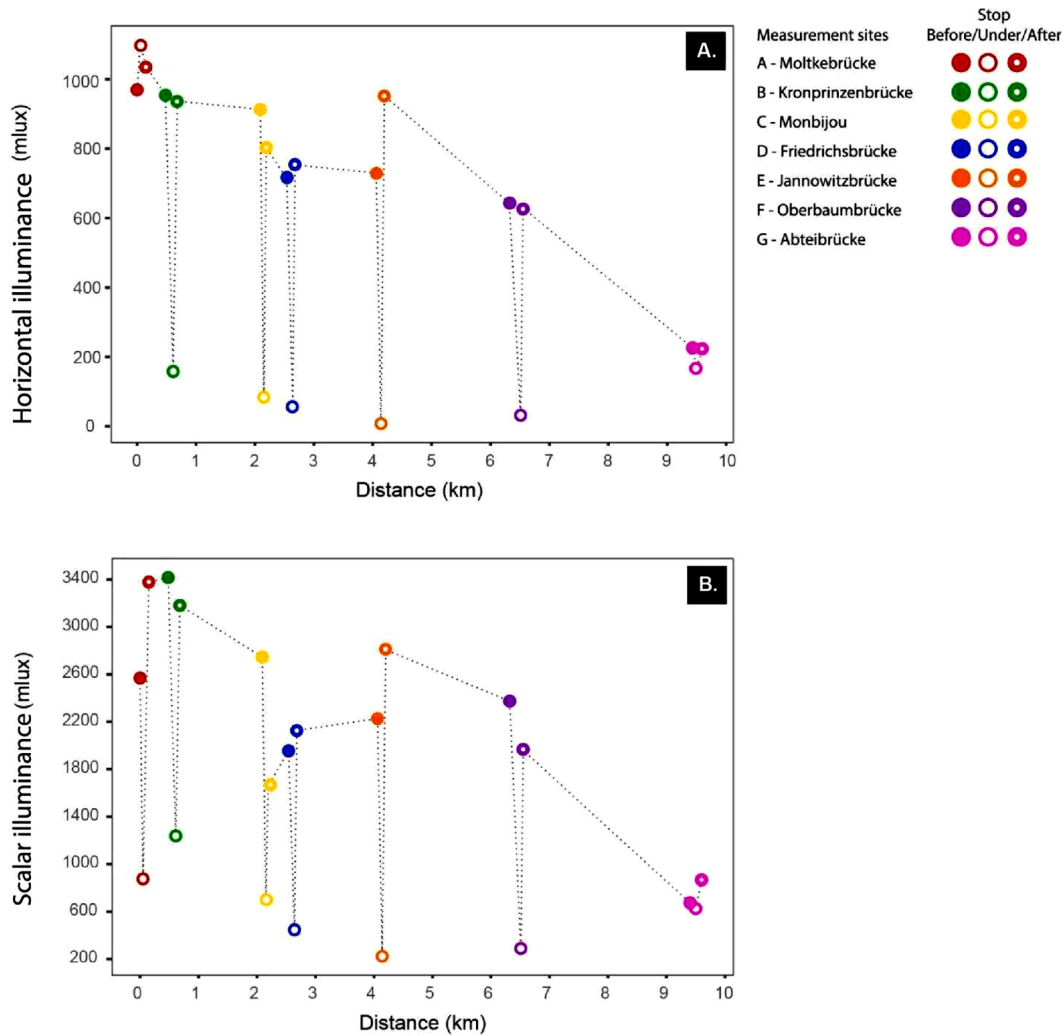 A.
Horizontal illuminance (mlux)
1000
800
600
400
200
0
0 1 2 3 4 5 6 7 8 9 10
Distance (km)
Stop
Measurement sites Before/Under/After
A - Moltkebrücke
B - Kronprinzenbrücke
C - Monbijou
D - Friedrichsbrücke
E - Jannowitzbrücke
F - Oberbaumbrücke
G - Abteibrücke
B.
Scalar illuminance (mlux)
3400
3000
2600
2200
1800
1400
1000
600
200
0 1 2 3 4 5 6 7 8 9 10
Distance (km)